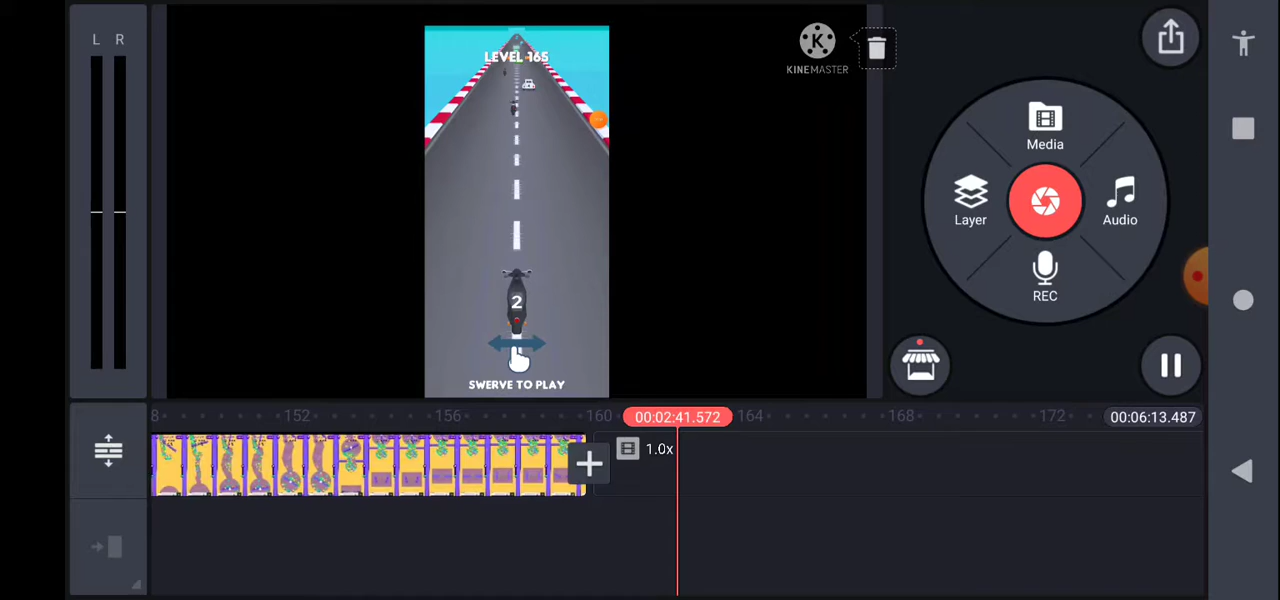 L R
LEVEL 165
KINEMASTER
Media
Layer
Audio
REC
2
SWERVE TO PLAY
8 152 156 160 00:02:41.572 164 168 172 00:06:13.487
1.0x